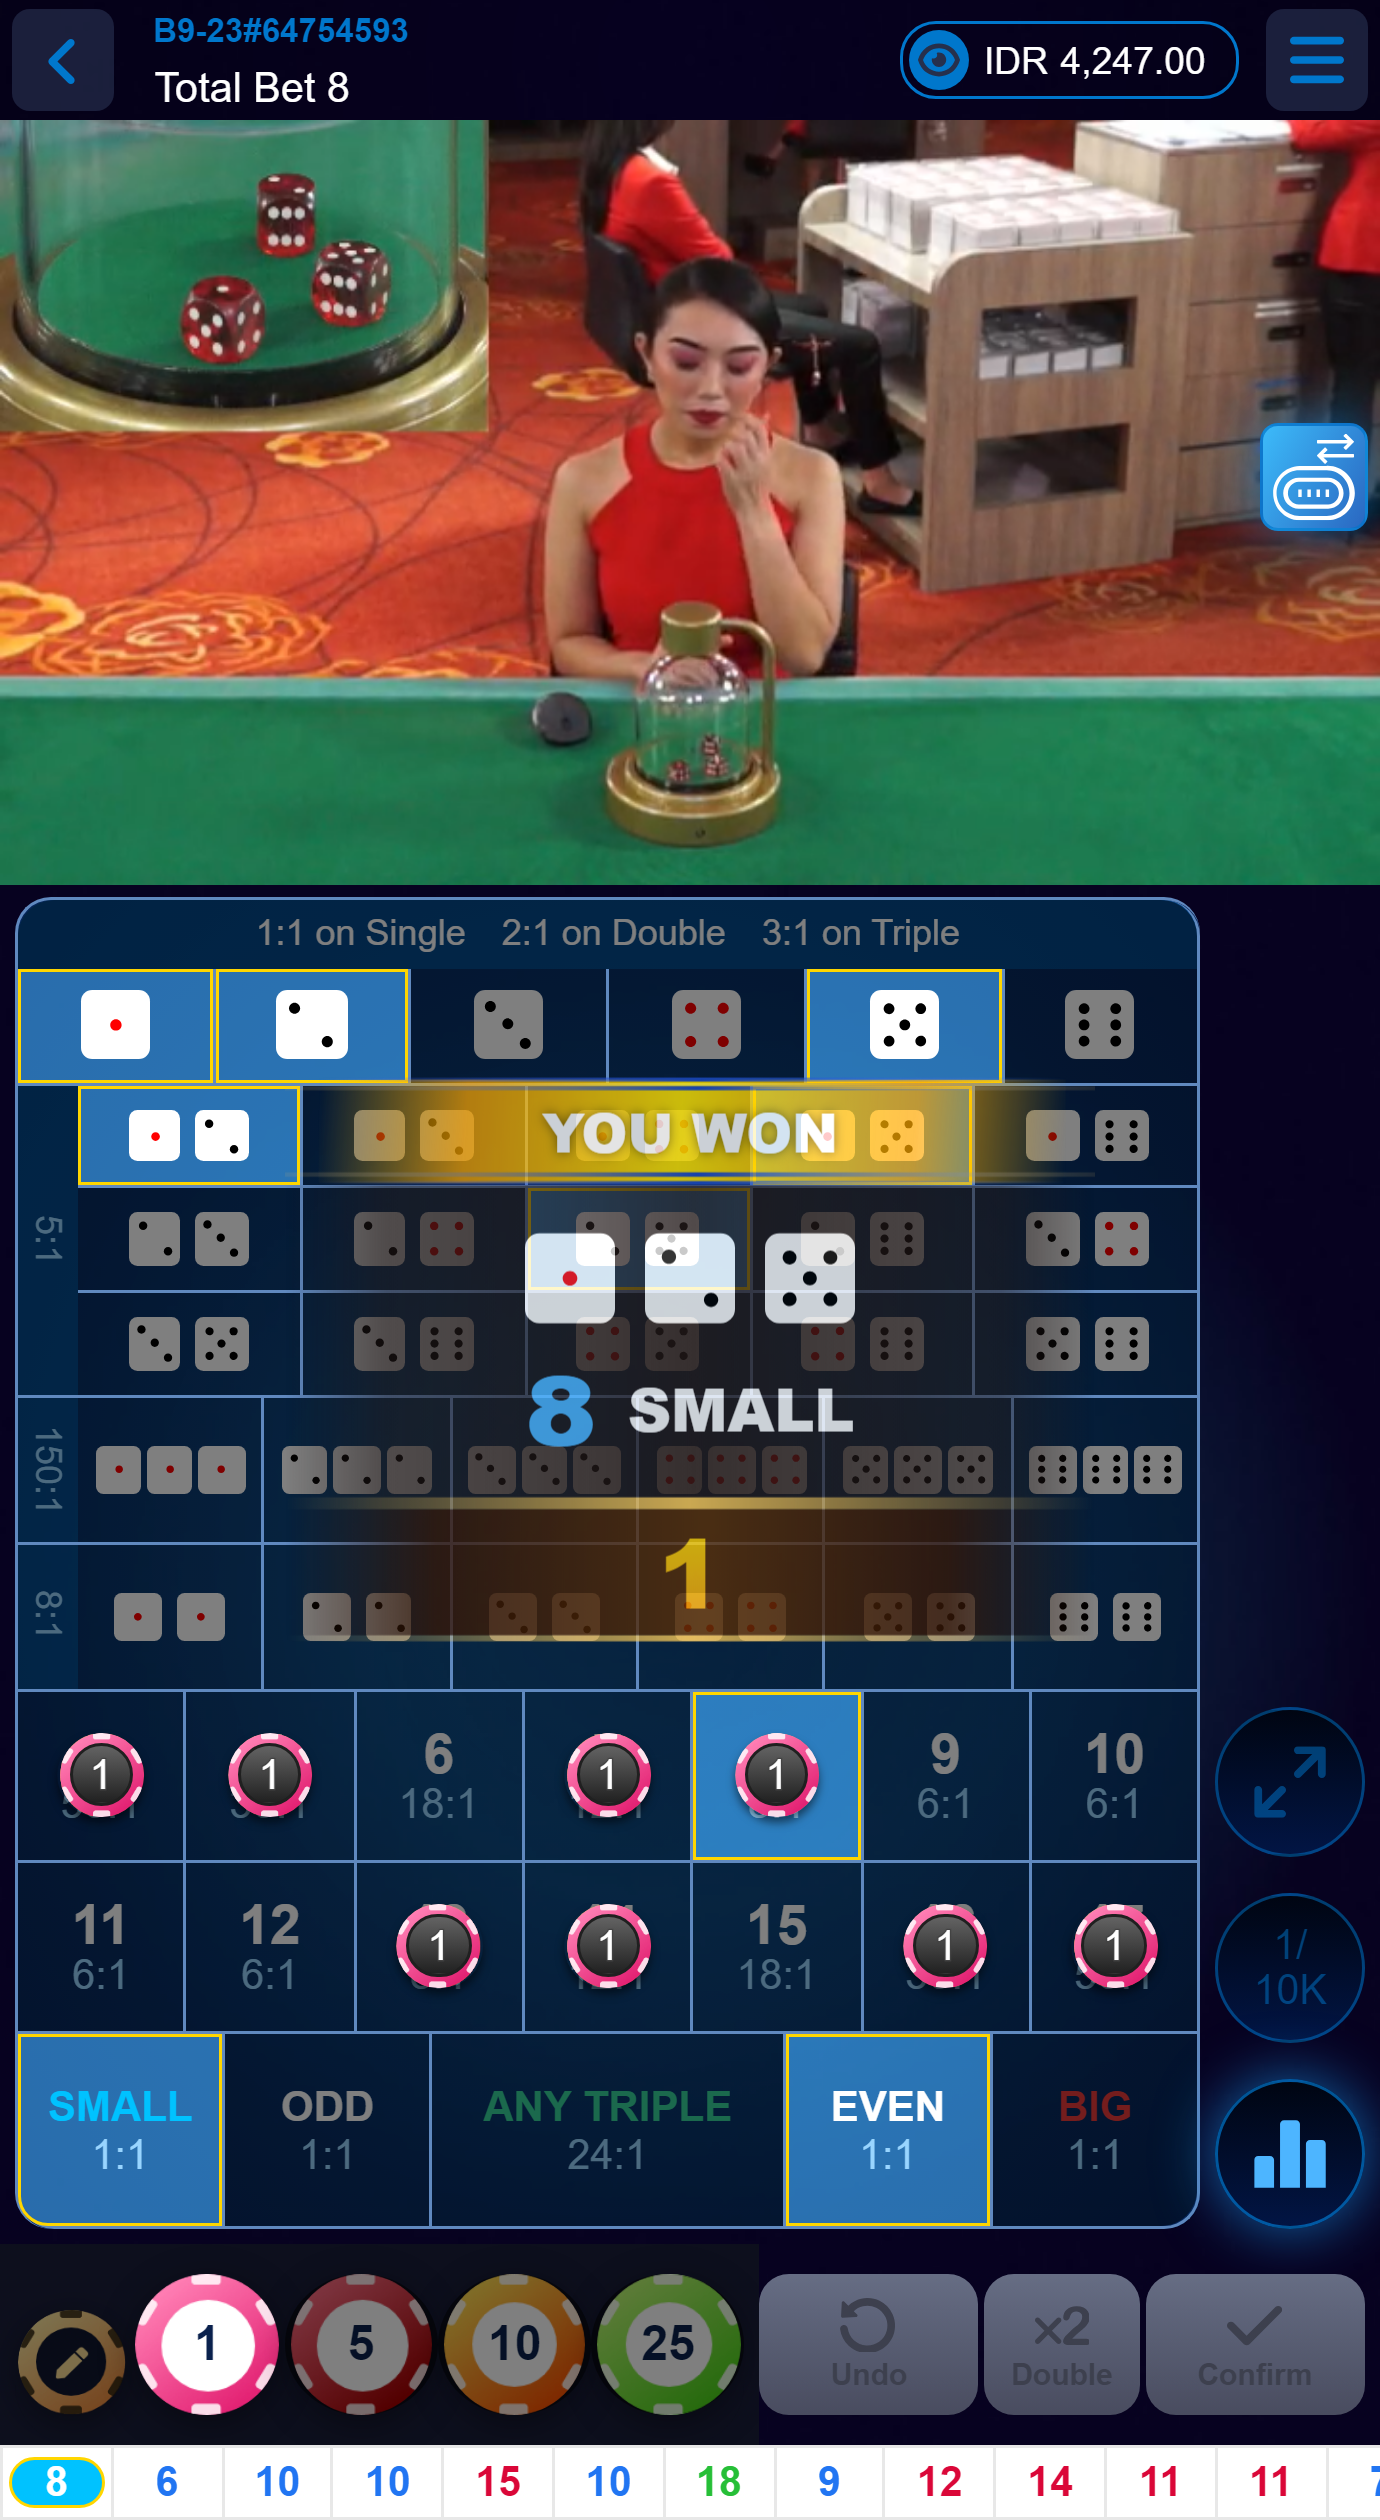 B9-23#64754593
Total Bet 8
IDR 4,247.00
1:1 on Single 2:1 on Double 3:1 on Triple
YOU WON
5:1
8 SMALL
150:1
1
8:1
1 1 6 1 1 9 10
18:1 6:1 6:1
11 12 1 1 15 1 1
6:1 6:1 18:1
SMALL ODD ANY TRIPLE EVEN BIG
1:1 1:1 24:1 1:1 1:1
1/
10K
1 5 10 25
x2
Undo Double Confirm
8 6 10 10 15 10 18 9 12 14 11 11